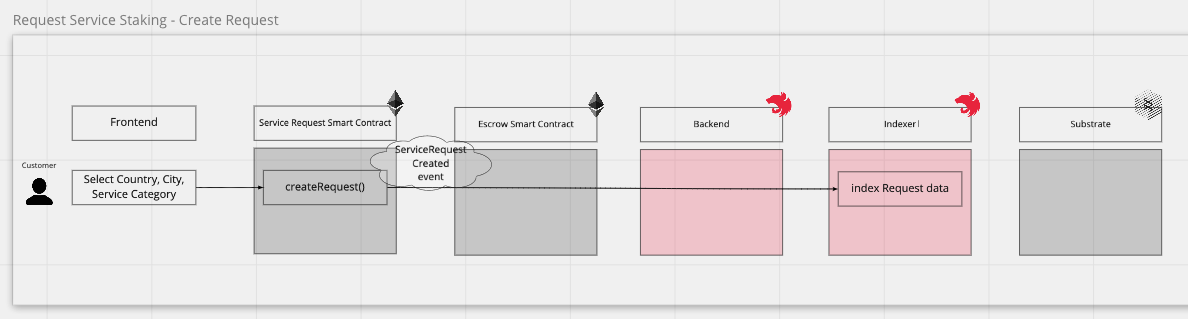 Request Service Staking - Create Request
Frontend
Service Request Smart Contract
Escrow Smart Contract
Backend
Indexer
Substrate
ServiceRequest
Created
event
Customer
Select Country, City,
Service Category
createRequest()
index Request data